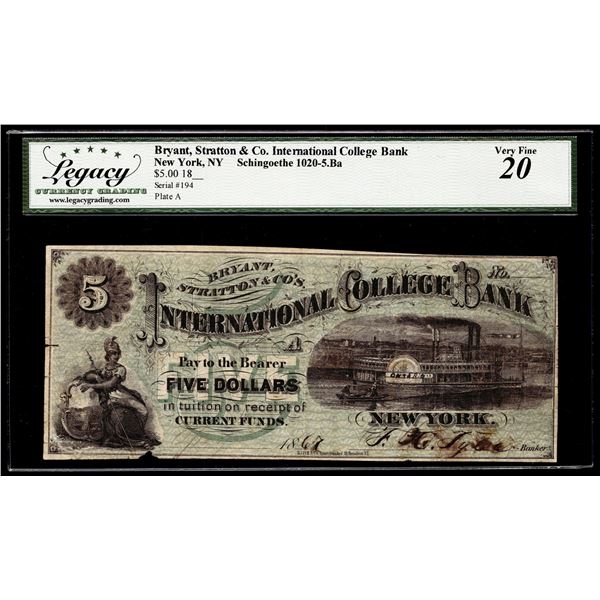 Legacy
CURRENCY GRADING
www.legacygrading.com
Bryant, Stratton & Co. International College Bank
New York, NY Schingoethe 1020-5.Ba
$5.00 18__
Serial #194
Plate A
Very Fine
20
5
BRYANT,
STRATTON & CO'S.
No.
INTERNATIONAL COLLEGE BANK
A
Pay to the Bearer
FIVE DOLLARS
in tuition on receipt of
CURRENT FUNDS.
FIVE
NEW YORK.
1867
Banker